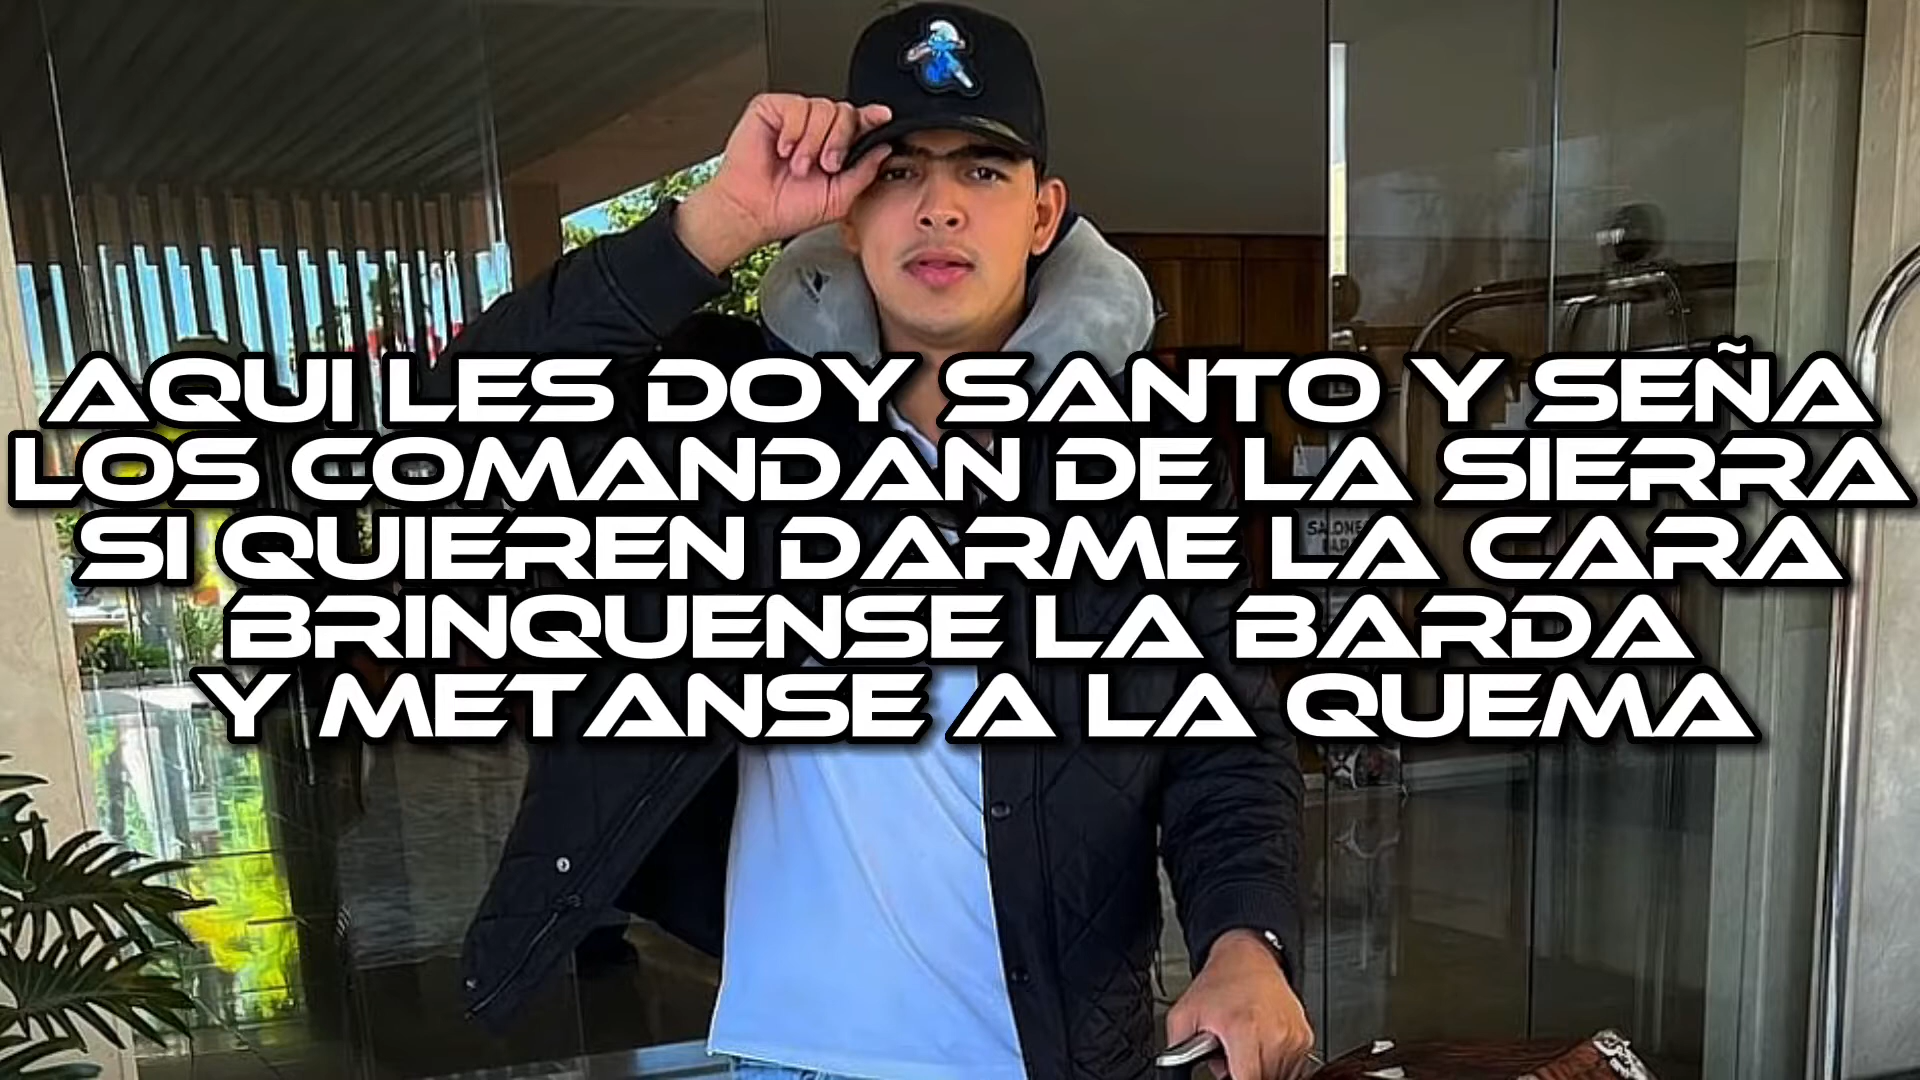 AQUI LES DOY SANTO Y SEÑA
LOS COMANDAN DE LA SIERRA
SI QUIEREN DARME LA CARA
BRINQUENSE LA BARDA
Y METANSE A LA QUEMA